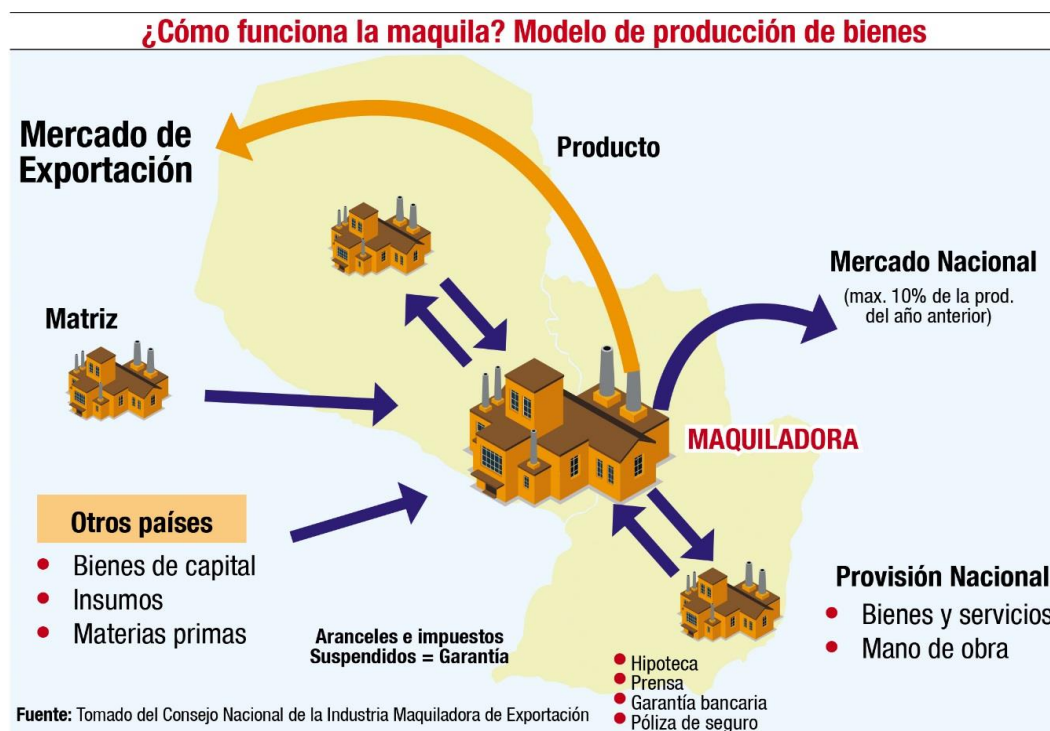 ¿Cómo funciona la maquila? Modelo de producción de bienes
Mercado de
Exportación
Producto
Mercado Nacional
(max. 10% de la prod.
del año anterior)
Matriz
MAQUILADORA
Otros países
• Bienes de capital
• Insumos
• Materias primas
Provisión Nacional
• Bienes y servicios
• Mano de obra
Aranceles e impuestos
Suspendidos = Garantía
• Hipoteca
• Prensa
• Garantía bancaria
• Póliza de seguro
Fuente: Tomado del Consejo Nacional de la Industria Maquiladora de Exportación